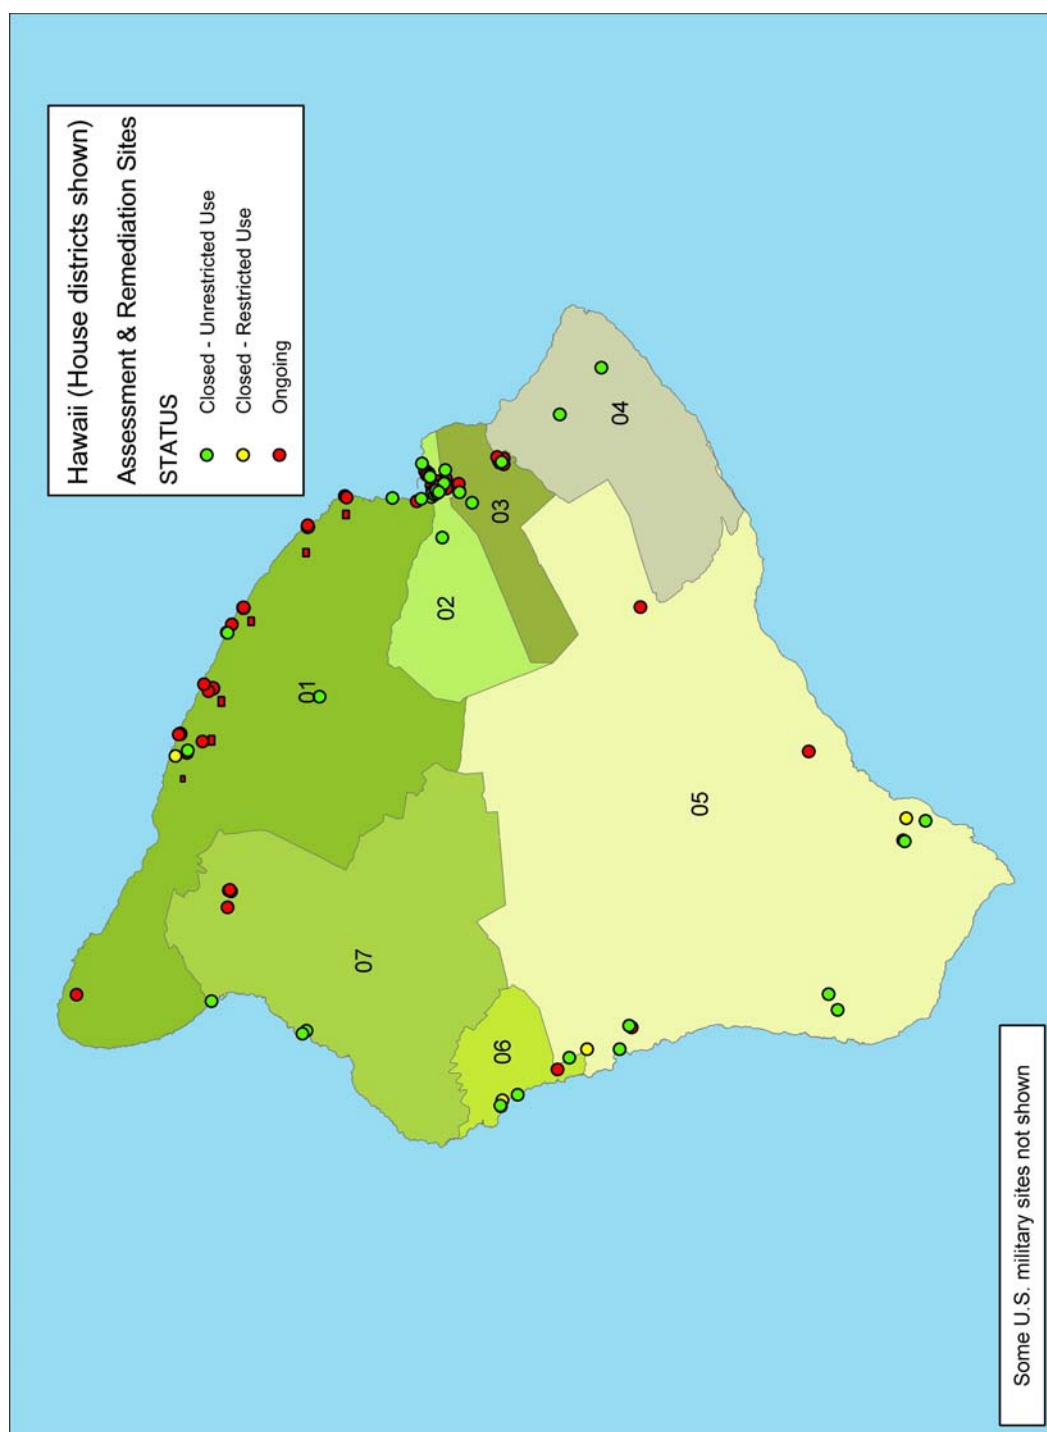 Hawaii (House districts shown)
Assessment & Remediation Sites
STATUS
Closed - Unrestricted Use
Closed - Restricted Use
Ongoing
01
02
03
04
05
06
07
Some U.S. military sites not shown